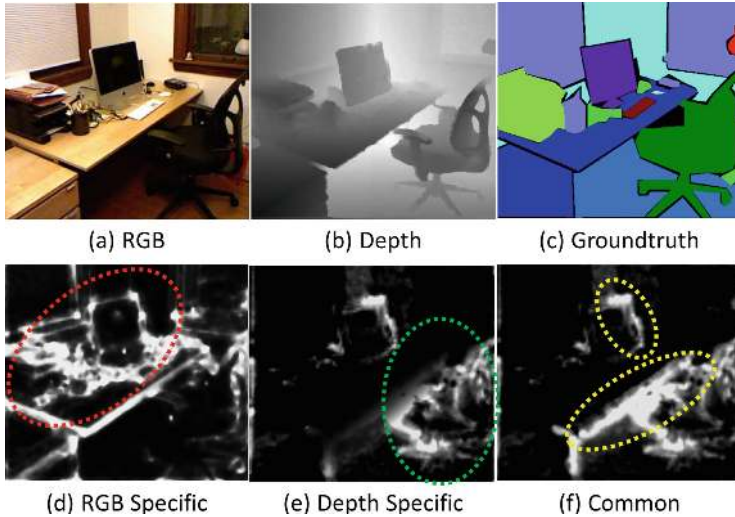 (a) RGB
(b) Depth
(c) Groundtruth
(d) RGB Specific
(e) Depth Specific
(f) Common